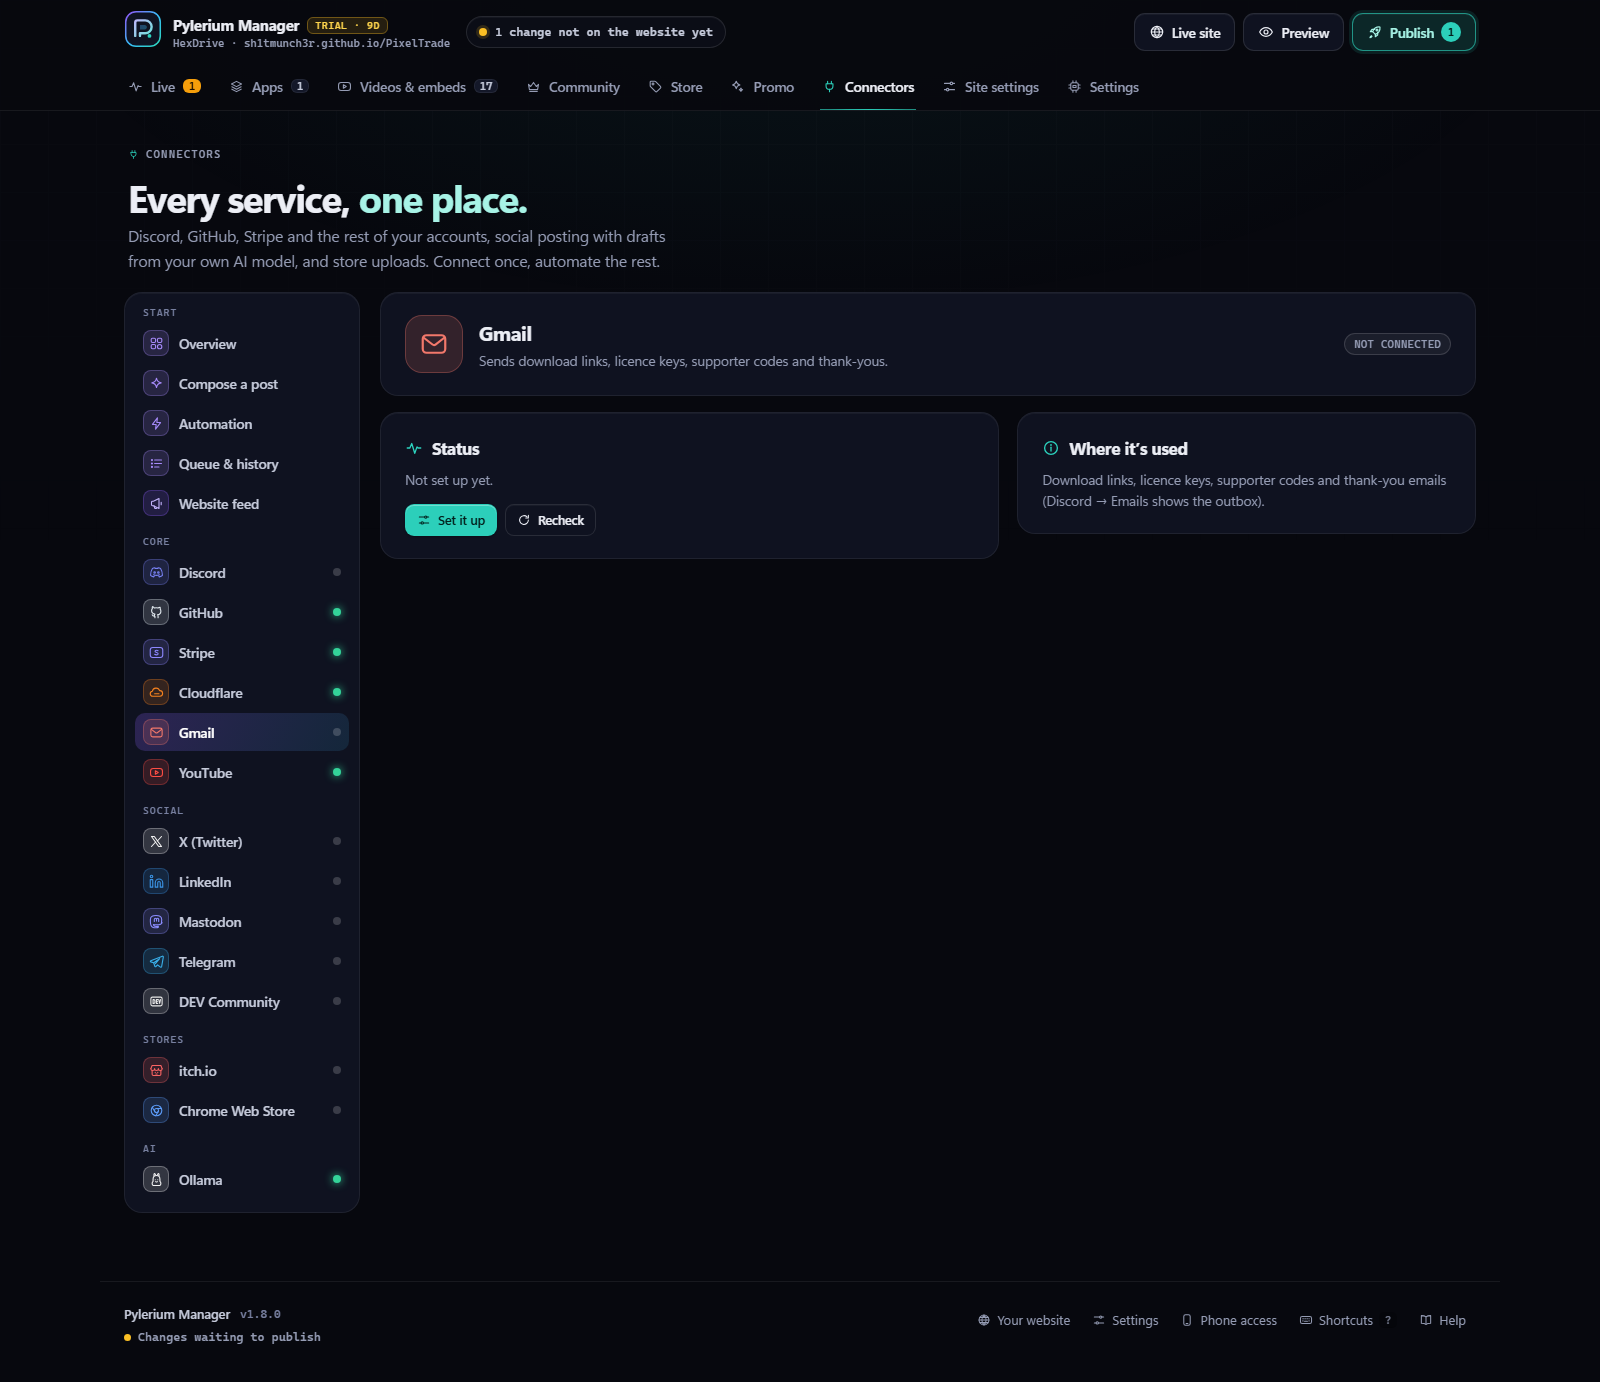 Pylerium Manager TRIAL · 9D
HexDrive · sh1tmunch3r.github.io/PixelTrade
1 change not on the website yet
Live site
Preview
Publish 1
Live 1
Apps 1
Videos & embeds 17
Community
Store
Promo
Connectors
Site settings
Settings
CONNECTORS
Every service, one place.
Discord, GitHub, Stripe and the rest of your accounts, social posting with drafts
from your own AI model, and store uploads. Connect once, automate the rest.
START
Overview
Compose a post
Automation
Queue & history
Website feed
CORE
Discord
GitHub
Stripe
Cloudflare
Gmail
YouTube
SOCIAL
X (Twitter)
LinkedIn
Mastodon
Telegram
DEV Community
STORES
itch.io
Chrome Web Store
AI
Ollama
Gmail
Sends download links, licence keys, supporter codes and thank-yous.
NOT CONNECTED
Status
Not set up yet.
Set it up
Recheck
Where it’s used
Download links, licence keys, supporter codes and thank-you emails
(Discord → Emails shows the outbox).
Pylerium Manager v1.8.0
Changes waiting to publish
Your website
Settings
Phone access
Shortcuts ?
Help